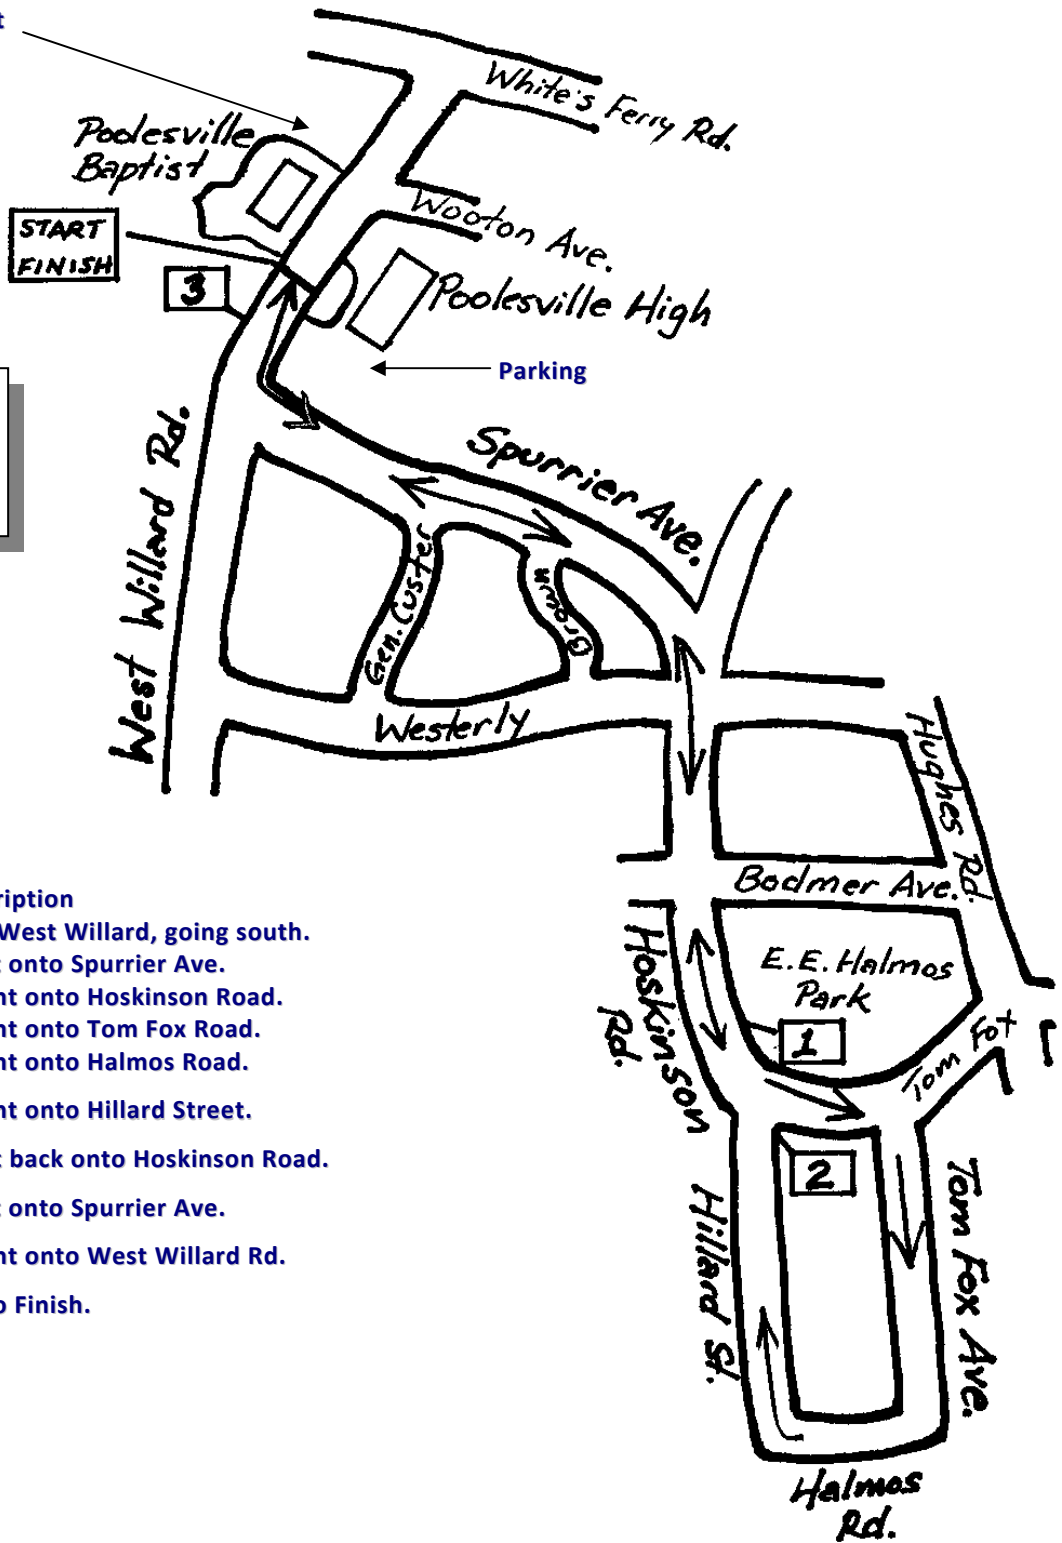 White's Ferry Rd.
Poolesville
Baptist
Wooton Ave.
START
FINISH
3
Poolesville High
Parking
Spurrier Ave.
West Willard Rd.
Gen. Custer
Brown
Westerly
Hughes Rd.
Bodmer Ave.
ription
West Willard, going south.
onto Spurrier Ave.
nt onto Hoskinson Road.
nt onto Tom Fox Road.
nt onto Halmos Road.
nt onto Hillard Street.
back onto Hoskinson Road.
onto Spurrier Ave.
nt onto West Willard Rd.
o Finish.
Hoskinson
Rd.
E.E. Halmos
Park
1
Tom Fox
2
Hillard St.
Tom Fox Ave.
Halmos
Rd.